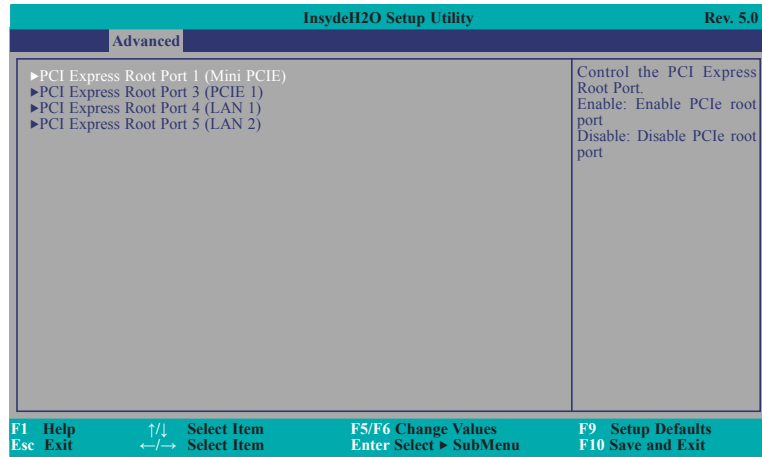 InsydeH2O Setup Utility Rev. 5.0
Advanced
►PCI Express Root Port 1 (Mini PCIE)
►PCI Express Root Port 3 (PCIE 1)
►PCI Express Root Port 4 (LAN 1)
►PCI Express Root Port 5 (LAN 2)
Control the PCI Express
Root Port.
Enable: Enable PCIe root
port
Disable: Disable PCIe root
port
F1 Help ↑/↓ Select Item F5/F6 Change Values F9 Setup Defaults
Esc Exit ←/→ Select Item Enter Select ► SubMenu F10 Save and Exit